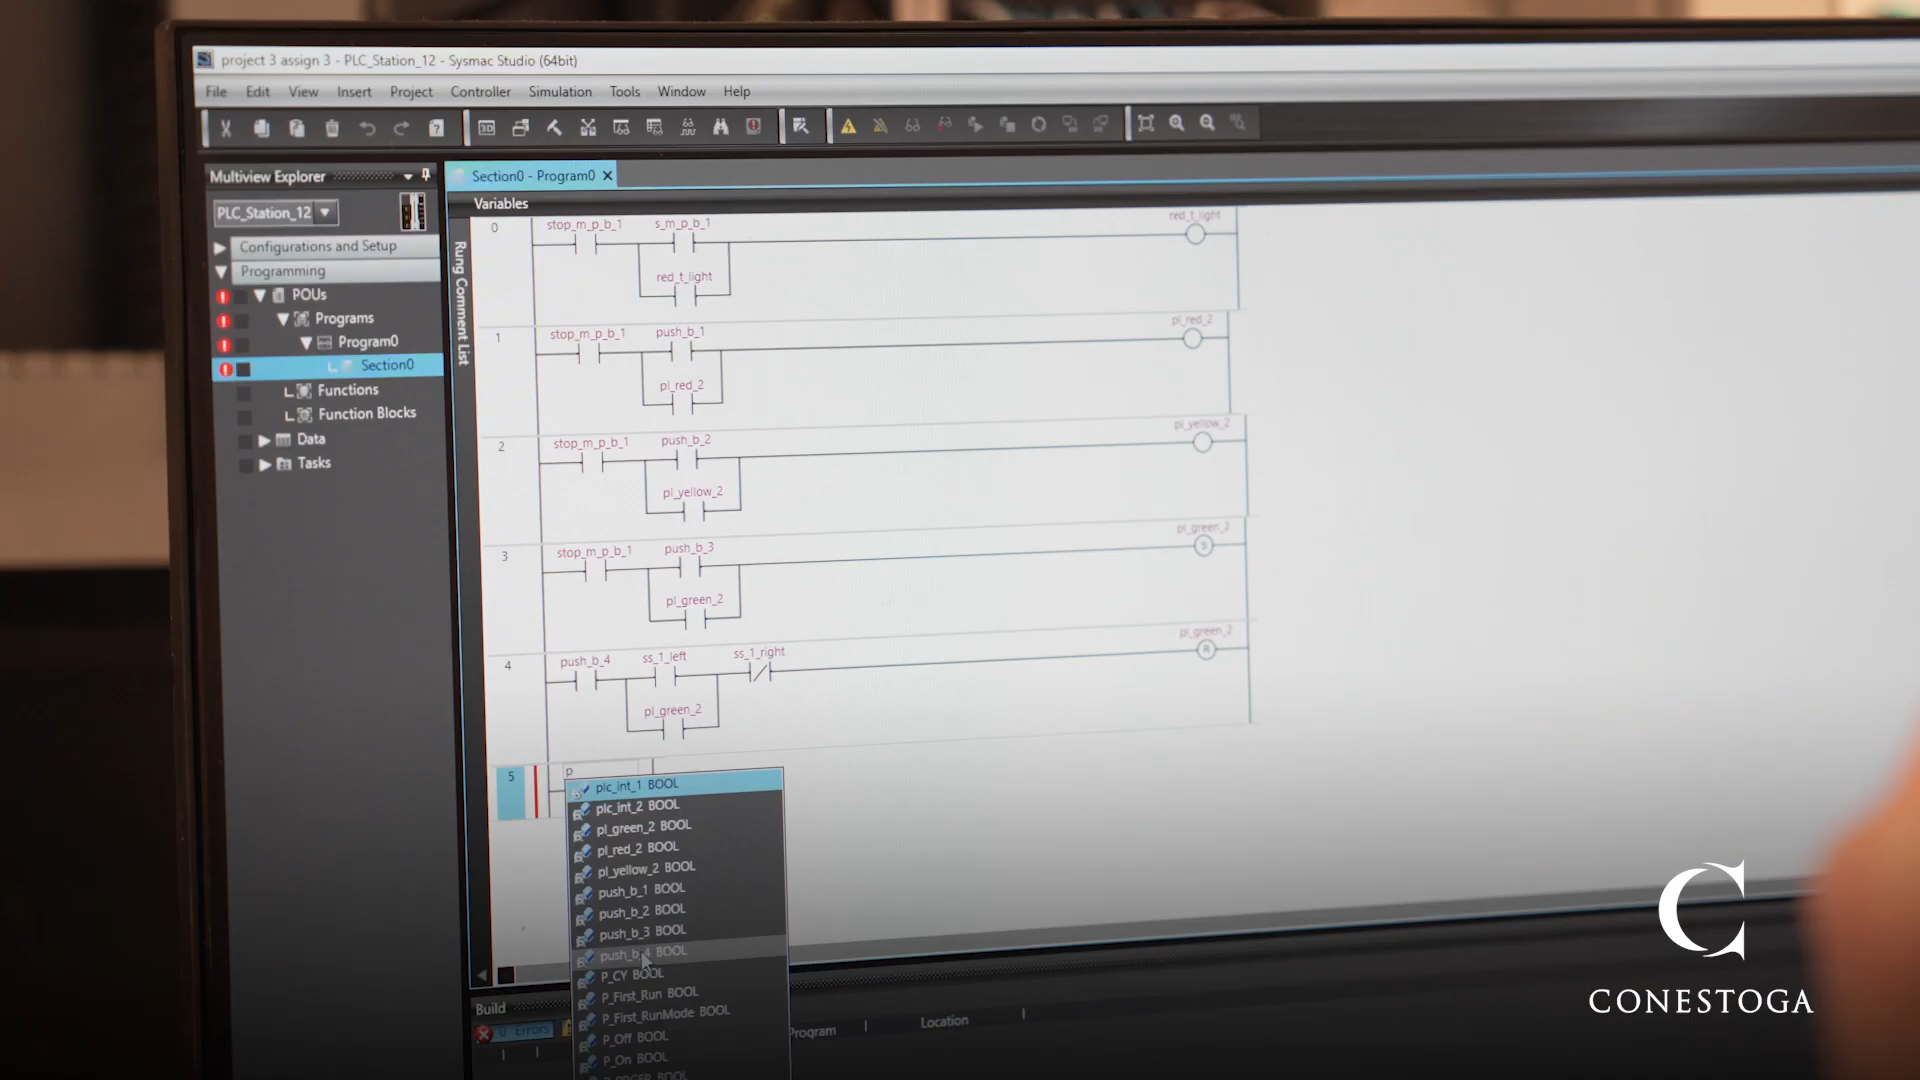 project 3 assign 3 - PLC_Station_12 - Sysmac Studio (64bit)
File Edit View Insert Project Controller Simulation Tools Window Help
Multiview Explorer
PLC_Station_12
Configurations and Setup
Programming
POUs
Programs
Program0
Section0
Functions
Function Blocks
Data
Tasks
Section0 - Program0
Variables
Rung Comment List
0
stop_m_p_b_1 s_m_p_b_1 red_t_light
red_t_light
1
stop_m_p_b_1 push_b_1 pl_red_2
pl_red_2
2
stop_m_p_b_1 push_b_2 pl_yellow_2
pl_yellow_2
3
stop_m_p_b_1 push_b_3 pl_green_2
S
pl_green_2
4
push_b_4 ss_1_left ss_1_right pl_green_2
R
pl_green_2
5
p
plc_int_1 BOOL
plc_int_2 BOOL
pl_green_2 BOOL
pl_red_2 BOOL
pl_yellow_2 BOOL
push_b_1 BOOL
push_b_2 BOOL
push_b_3 BOOL
push_b_4 BOOL
P_CY BOOL
P_First_Run BOOL
P_First_RunMode BOOL
P_Off BOOL
P_On BOOL
Build
0 Errors
Program Location
C
CONESTOGA